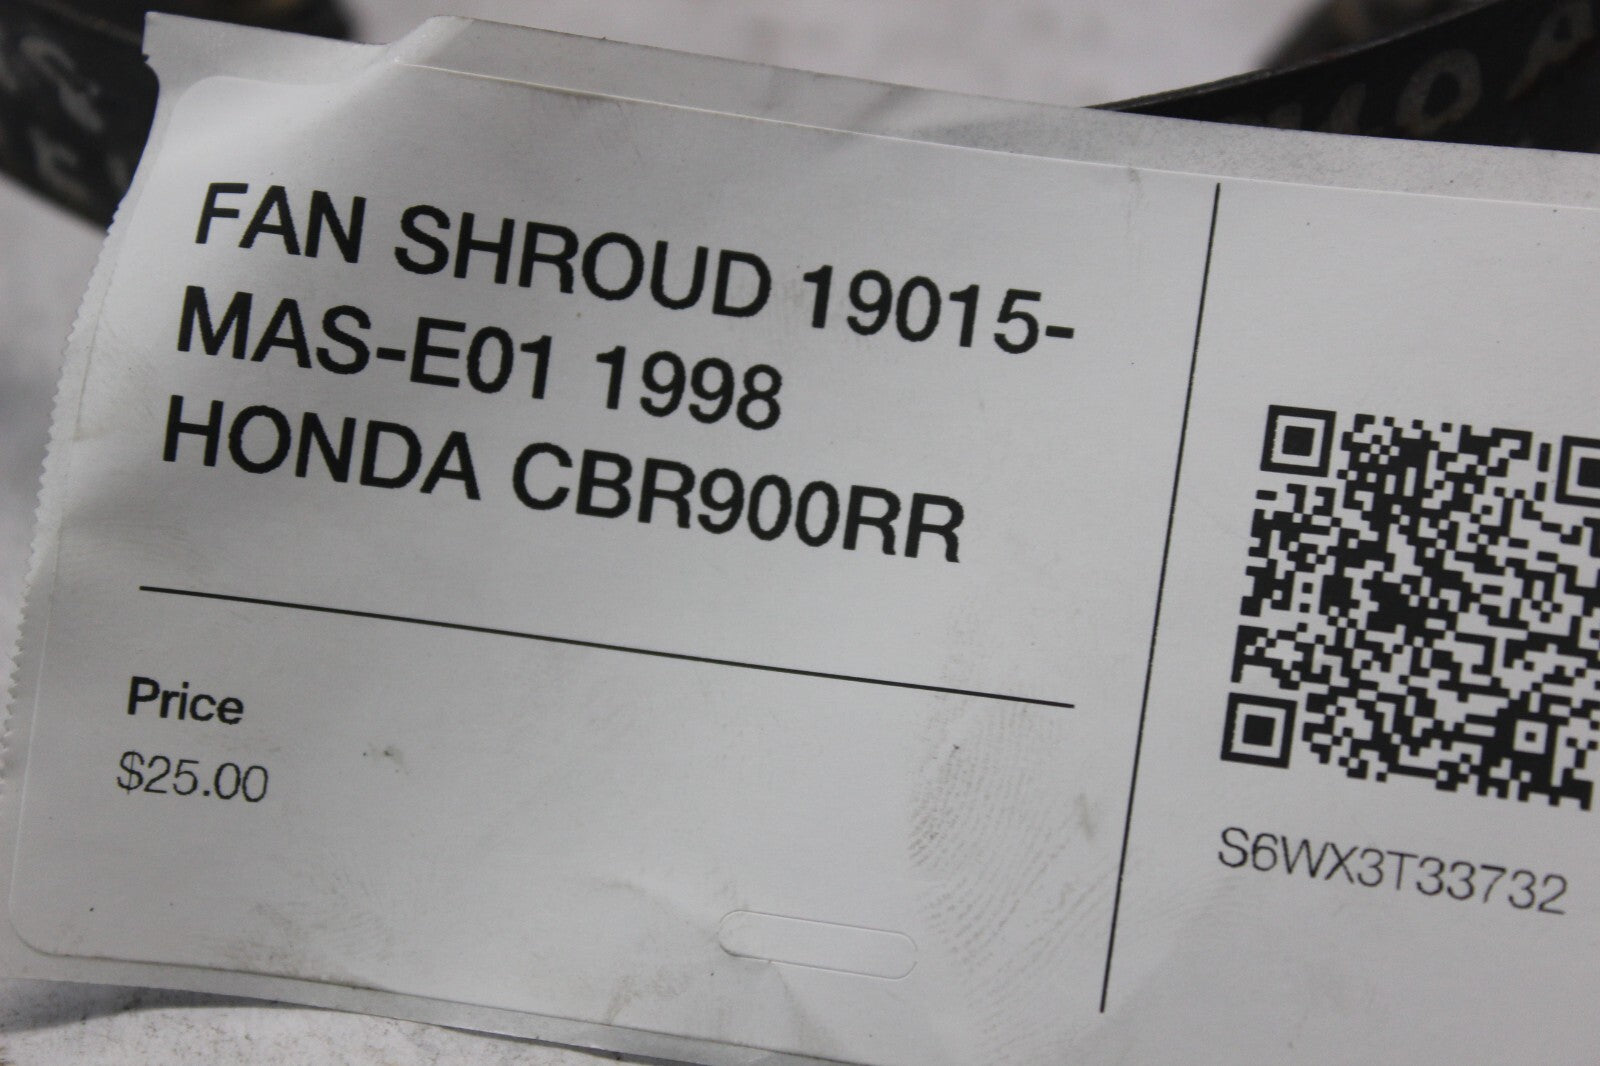 FAN SHROUD 19015-
MAS-E01 1998
HONDA CBR900RR
Price
$25.00
S6WX3T33732